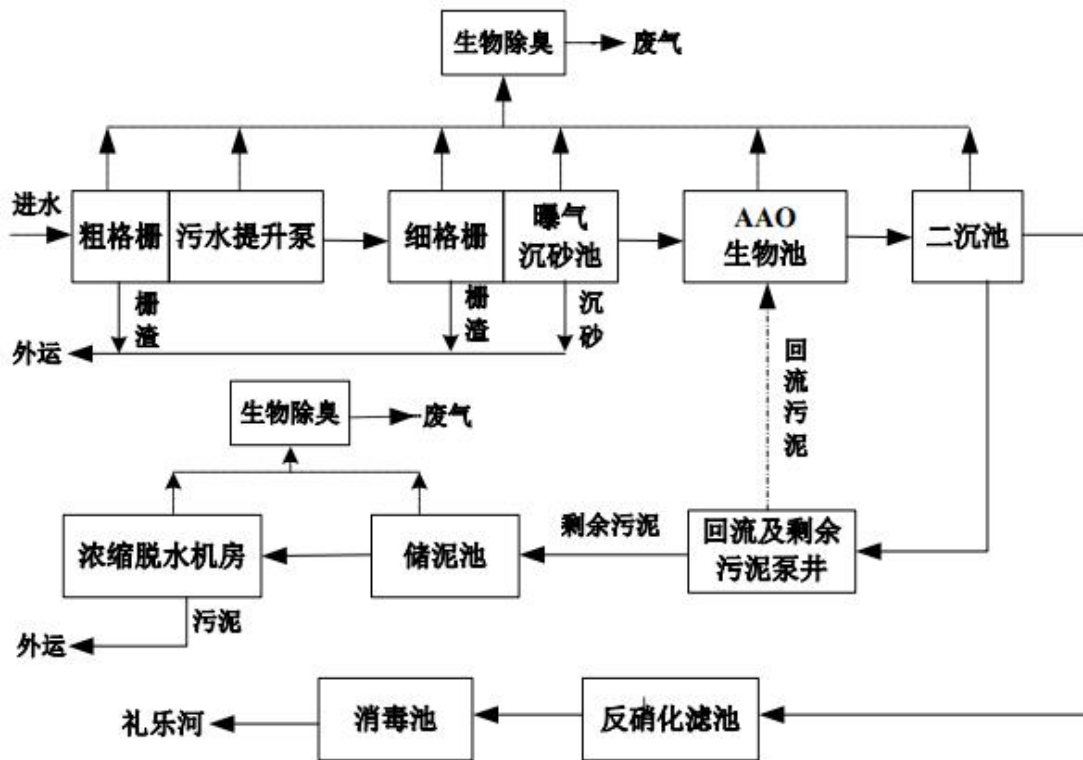 生物除臭
废气
进水
粗格栅
污水提升泵
细格栅
曝气
沉砂池
AAO
生物池
二沉池
栅渣
栅渣
沉砂
外运
回流污泥
生物除臭
废气
浓缩脱水机房
储泥池
剩余污泥
回流及剩余
污泥泵井
污泥
外运
礼乐河
消毒池
反硝化滤池